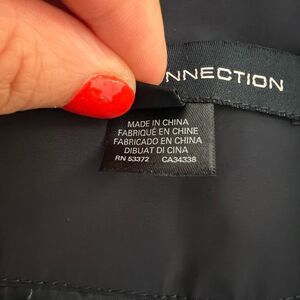 NNECTION
MADE IN CHINA
FABRIQUÉ EN CHINE
FABRICADO EN CHINA
DIBUAT DI CINA
RN 53372 CA34338